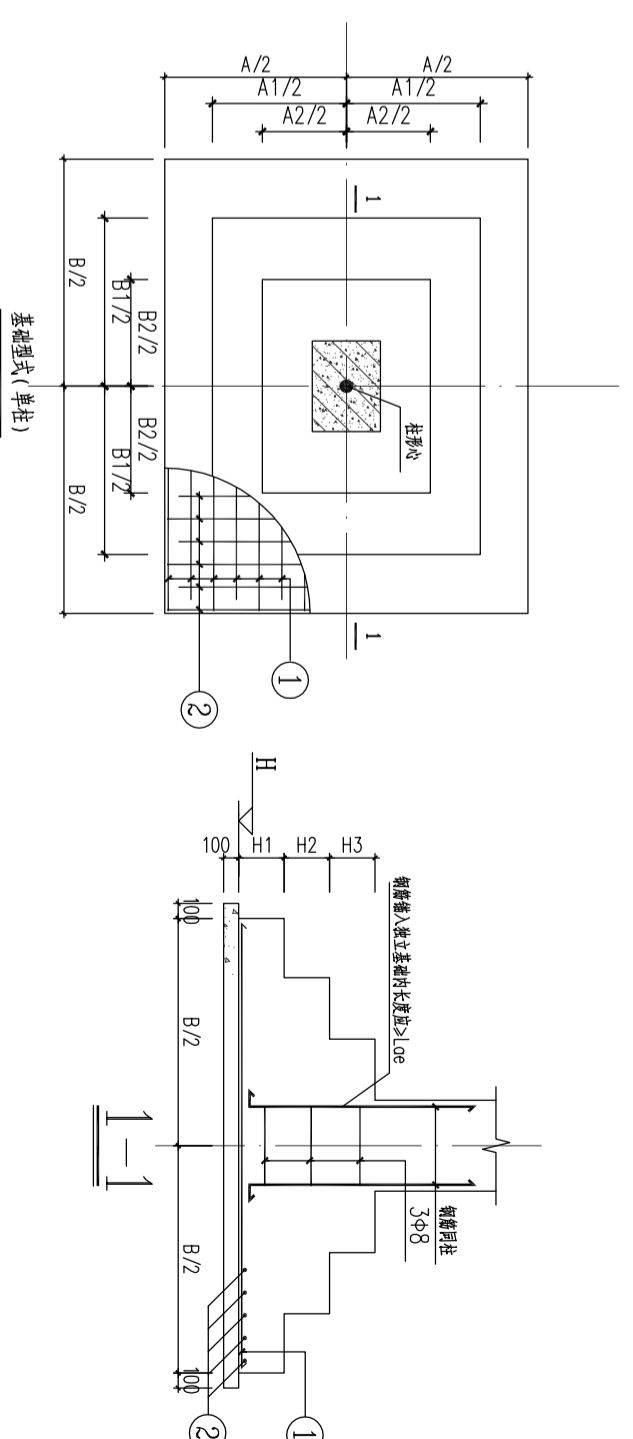 A/2
A/2
A1/2
A1/2
A2/2
A2/2
1
柱形心
B2/2
B2/2
B1/2
B1/2
B/2
B/2
1
1
2
基础型式(单柱)
H
100
H1
H2
H3
钢筋锚入独立基础内长度应≥Lae
钢筋同柱
3Φ8
100
B/2
B/2
100
1
2
1-1